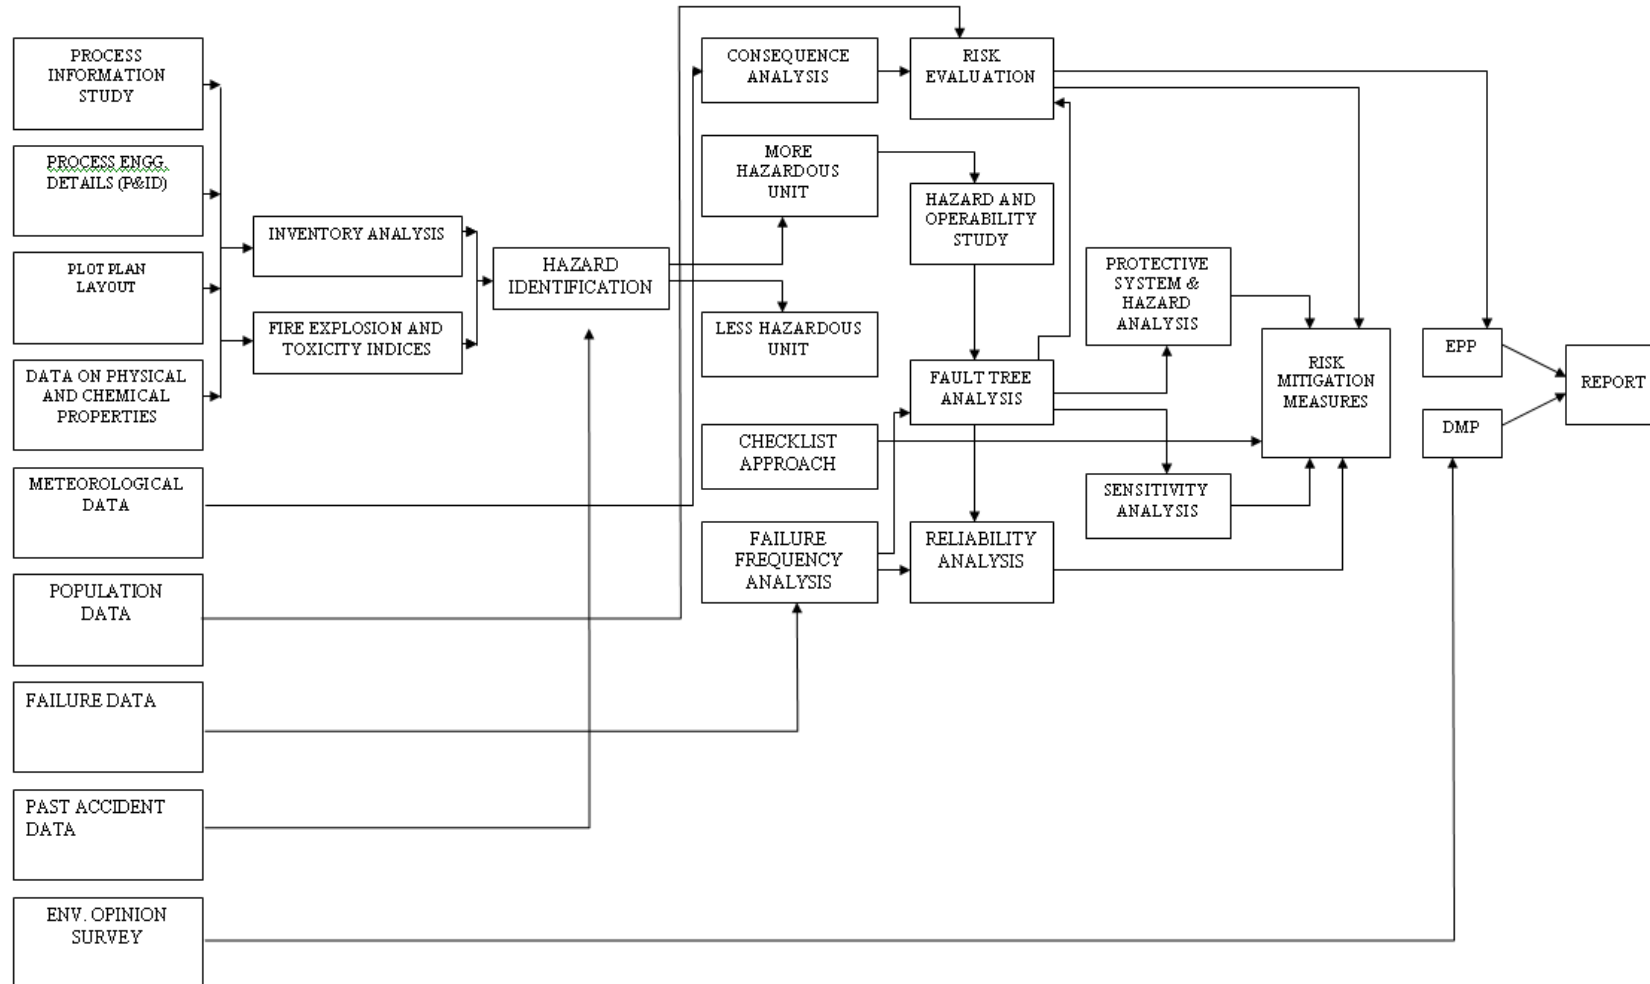 PROCESS
INFORMATION
STUDY
PROCESS ENGG.
DETAILS (P&ID)
PLOT PLAN
LAYOUT
DATA ON PHYSICAL
AND CHEMICAL
PROPERTIES
METEOROLOGICAL
DATA
POPULATION
DATA
FAILURE DATA
PAST ACCIDENT
DATA
ENV. OPINION
SURVEY
INVENTORY ANALYSIS
FIRE EXPLOSION AND
TOXICITY INDICES
HAZARD
IDENTIFICATION
CONSEQUENCE
ANALYSIS
MORE
HAZARDOUS
UNIT
LESS HAZARDOUS
UNIT
CHECKLIST
APPROACH
FAILURE
FREQUENCY
ANALYSIS
RISK
EVALUATION
HAZARD AND
OPERABILITY
STUDY
FAULT TREE
ANALYSIS
RELIABILITY
ANALYSIS
PROTECTIVE
SYSTEM &
HAZARD
ANALYSIS
SENSITIVITY
ANALYSIS
RISK
MITIGATION
MEASURES
EPP
DMP
REPORT